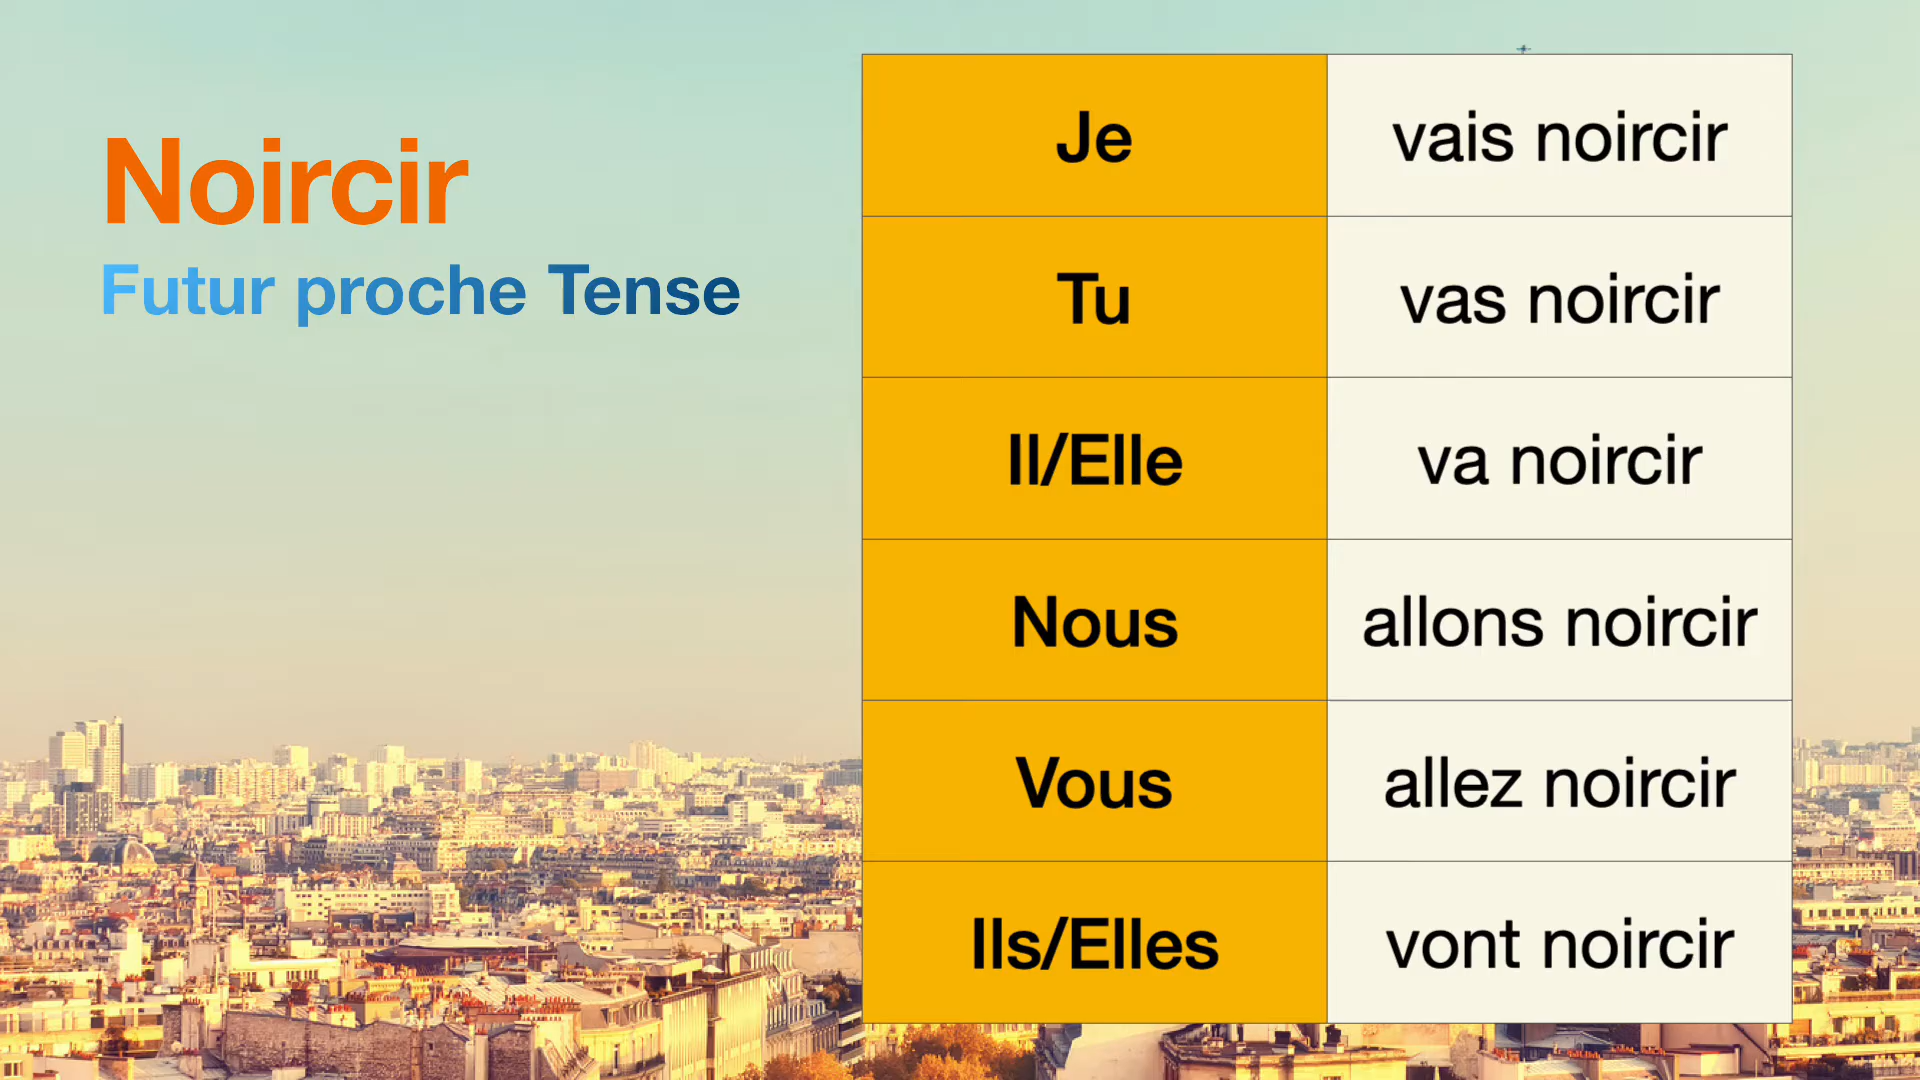 Noircir
Futur proche Tense
Je vais noircir
Tu vas noircir
Il/Elle va noircir
Nous allons noircir
Vous allez noircir
Ils/Elles vont noircir